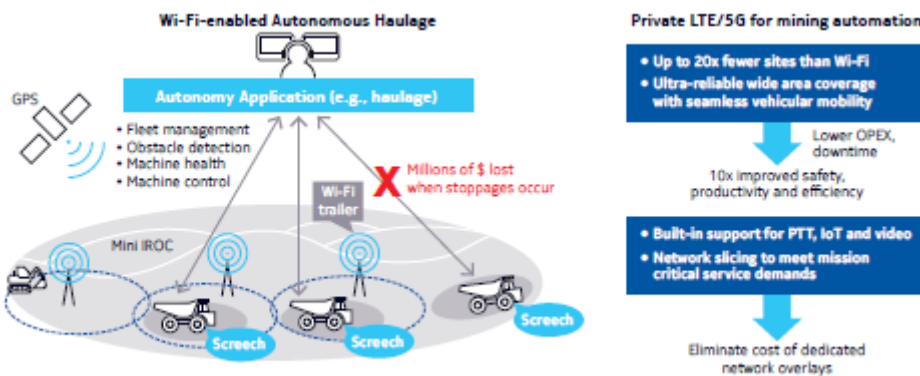 Wi-Fi-enabled Autonomous Haulage
GPS
Autonomy Application (e.g., haulage)
• Fleet management
• Obstacle detection
• Machine health
• Machine control
X
Millions of $ lost
when stoppages occur
Wi-Fi
trailer
Mini IROC
Screech
Screech
Screech
Private LTE/5G for mining automation
• Up to 20x fewer sites than Wi-Fi
• Ultra-reliable wide area coverage
with seamless vehicular mobility
Lower OPEX,
downtime
10x improved safety,
productivity and efficiency
• Built-in support for PTT, IoT and video
• Network slicing to meet mission
critical service demands
Eliminate cost of dedicated
network overlays